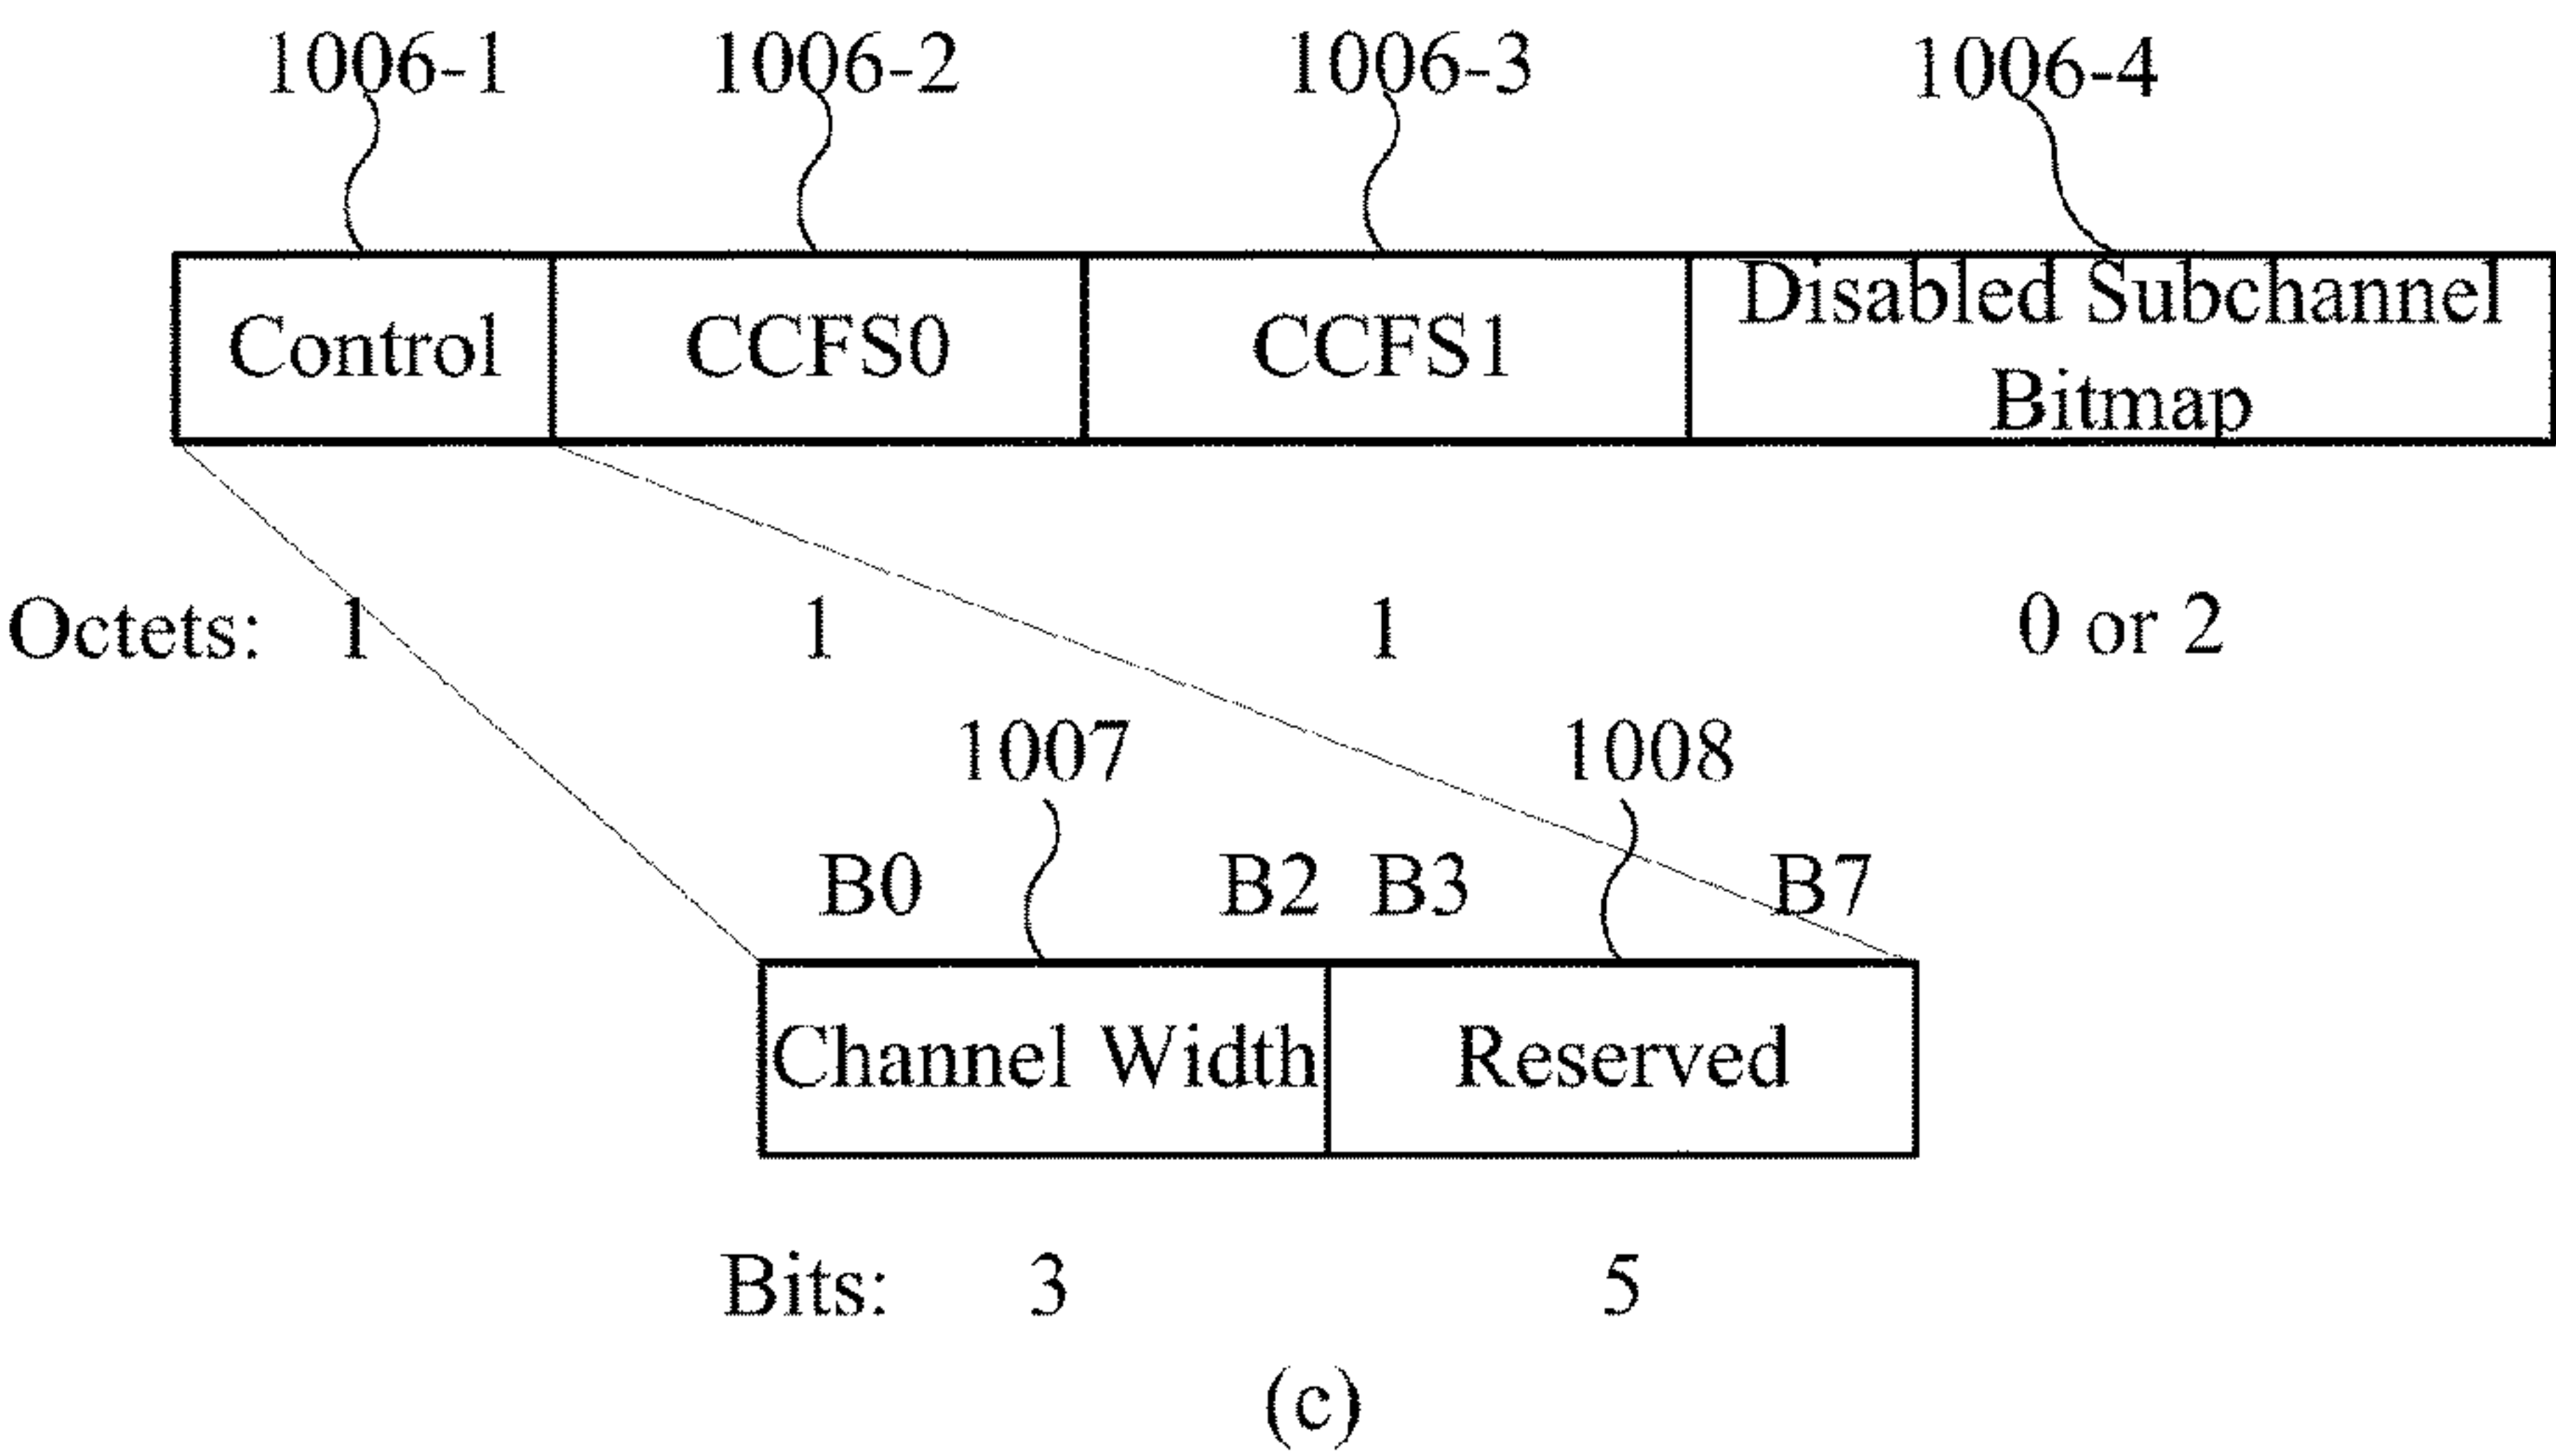 1006-1 1006-2 1006-3 1006-4
Control CCFS0 CCFS1 Disabled Subchannel
Bitmap
Octets: 1 1 1 0 or 2
1007 1008
B0 B2 B3 B7
Channel Width Reserved
Bits: 3 5
(c)